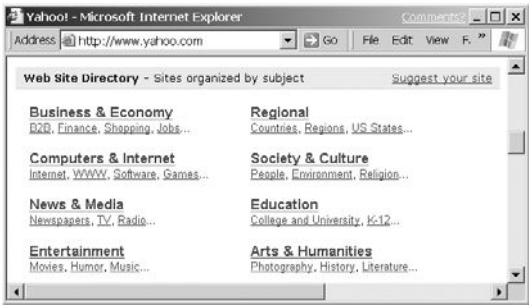 Yahoo! - Microsoft Internet Explorer Comments?
Address http://www.yahoo.com Go File Edit View F. »
Web Site Directory - Sites organized by subject Suggest your site
Business & Economy
B2B, Finance, Shopping, Jobs...
Regional
Countries, Regions, US States...
Computers & Internet
Internet, WWW, Software, Games...
Society & Culture
People, Environment, Religion...
News & Media
Newspapers, TV, Radio...
Education
College and University, K-12...
Entertainment
Movies, Humor, Music...
Arts & Humanities
Photography, History, Literature...